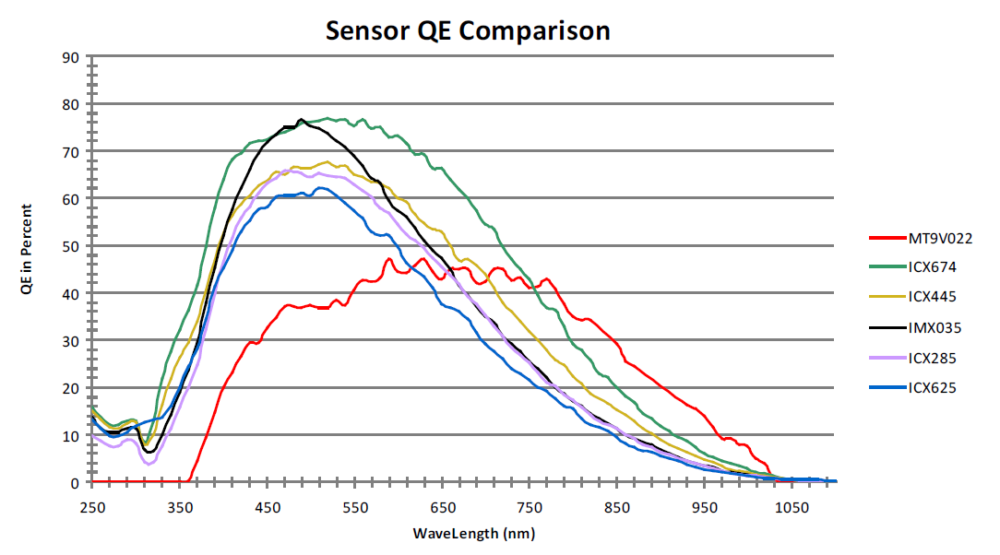 Sensor QE Comparison
90
80
70
60
50
40
30
20
10
0
QE in Percent
250 350 450 550 650 750 850 950 1050
WaveLength (nm)
MT9V022
ICX674
ICX445
IMX035
ICX285
ICX625